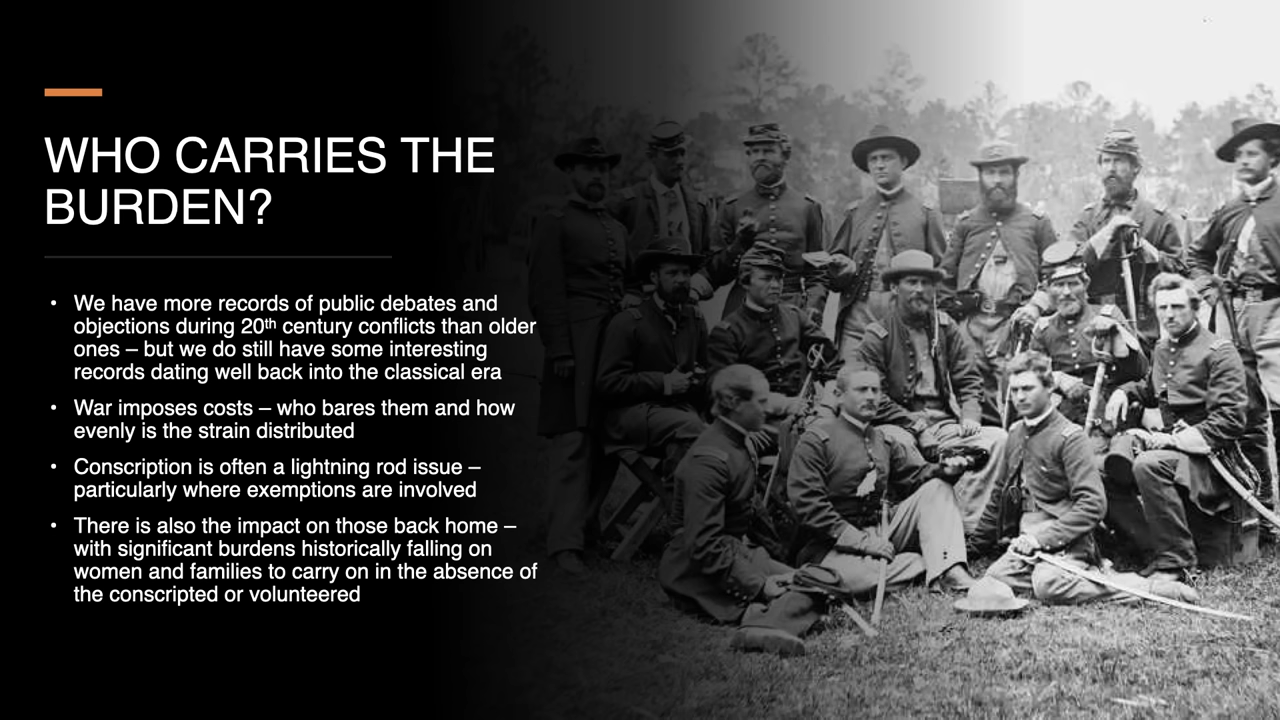 WHO CARRIES THE
BURDEN?
• We have more records of public debates and
objections during 20th century conflicts than older
ones – but we do still have some interesting
records dating well back into the classical era
• War imposes costs – who bares them and how
evenly is the strain distributed
• Conscription is often a lightning rod issue –
particularly where exemptions are involved
• There is also the impact on those back home –
with significant burdens historically falling on
women and families to carry on in the absence of
the conscripted or volunteered